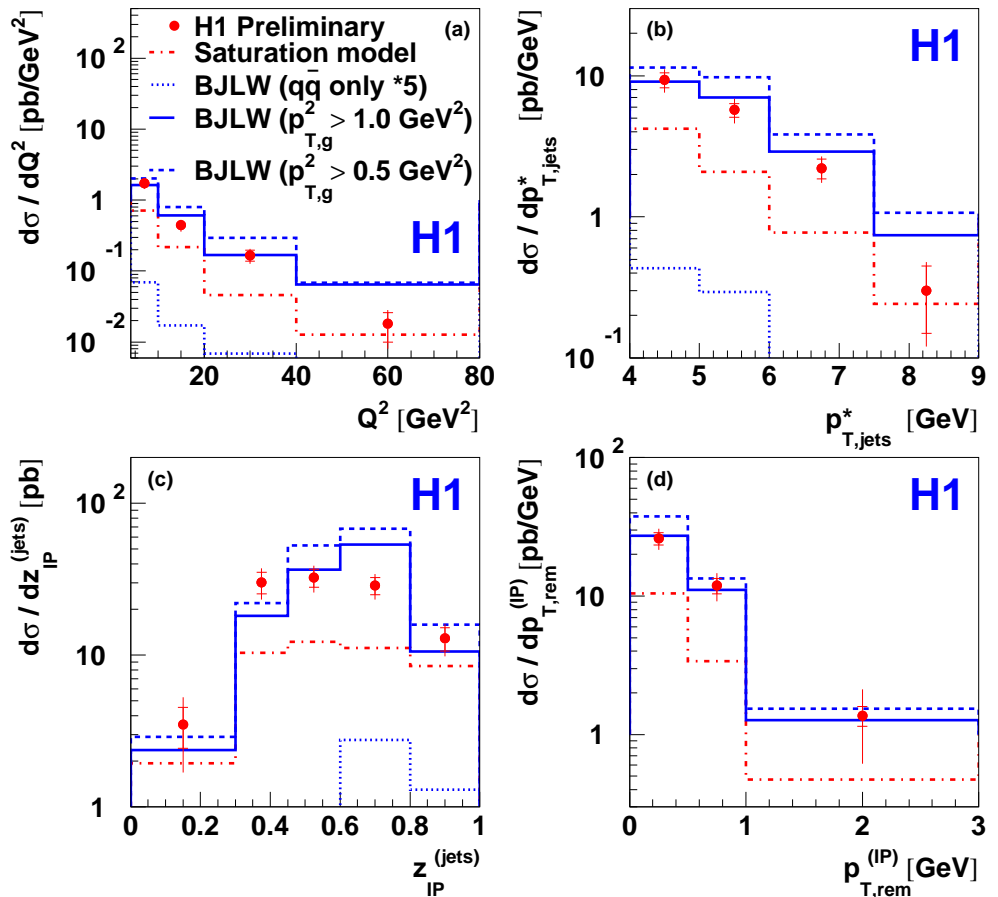 (a)
H1 Preliminary
Saturation model
BJLW (qq̄ only *5)
BJLW (p²T,g > 1.0 GeV²)
BJLW (p²T,g > 0.5 GeV²)
H1
dσ / dQ² [pb/GeV²]
10²
10
1
10⁻¹
10⁻²
20 40 60 80
Q² [GeV²]
(b)
H1
dσ / dp*T,jets [pb/GeV]
10
1
10⁻¹
4 5 6 7 8 9
p*T,jets [GeV]
(c)
H1
dσ / dzIP(jets) [pb]
10²
10
1
0 0.2 0.4 0.6 0.8 1
zIP(jets)
(d)
H1
dσ / dpT,rem(IP) [pb/GeV]
10²
10
1
0 1 2 3
pT,rem(IP) [GeV]